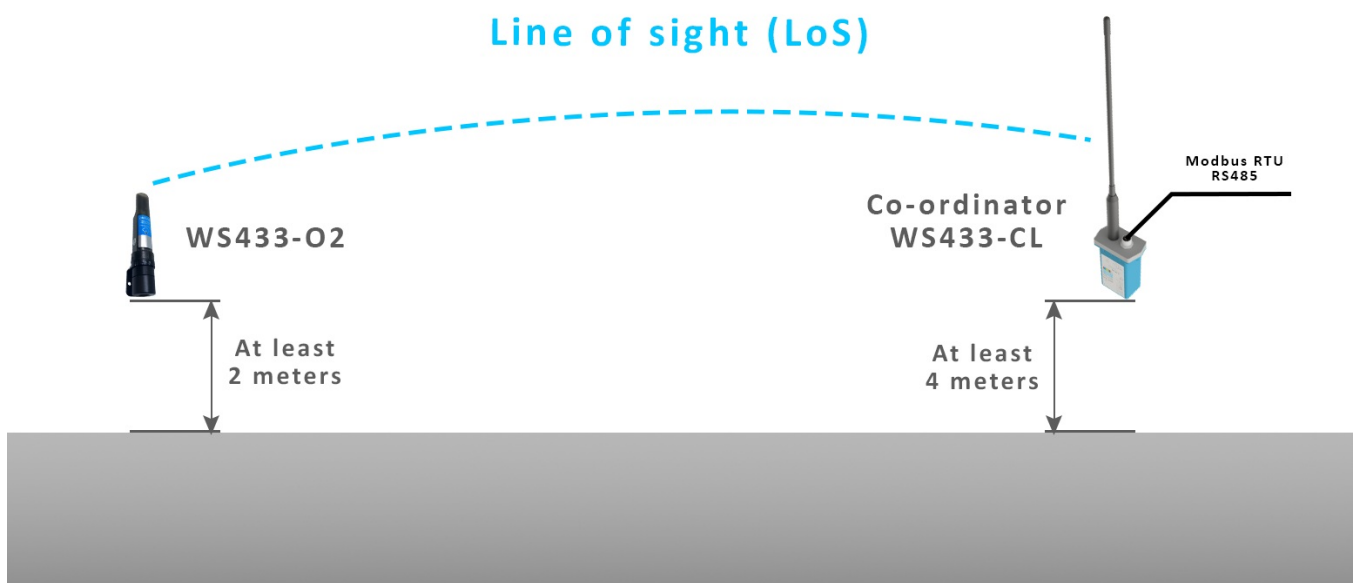 Line of sight (LoS)
Modbus RTU
RS485
Co-ordinator
WS433-CL
WS433-O2
At least
2 meters
At least
4 meters